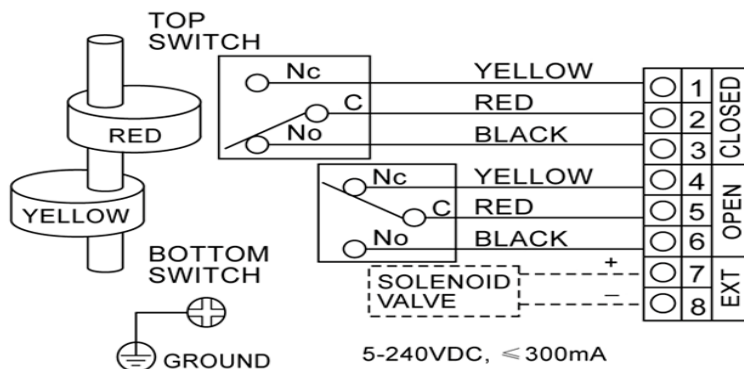 TOP
SWITCH
RED
YELLOW
BOTTOM
SWITCH
GROUND
Nc
C
No
YELLOW
RED
BLACK
1
2
3
CLOSED
Nc
C
No
YELLOW
RED
BLACK
4
5
6
OPEN
SOLENOID
VALVE
+
−
7
8
EXT
5-240VDC, ≤300mA